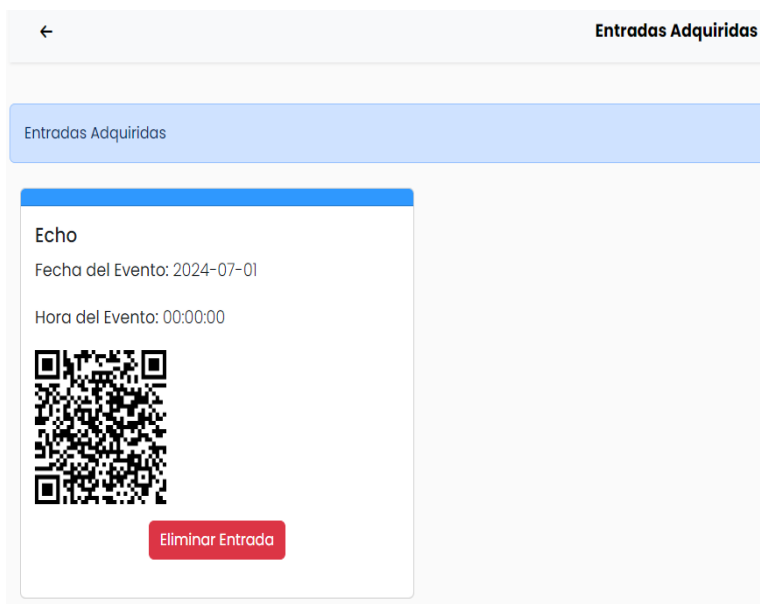 Entradas Adquiridas
Entradas Adquiridas
Echo
Fecha del Evento: 2024-07-01
Hora del Evento: 00:00:00
Eliminar Entrada